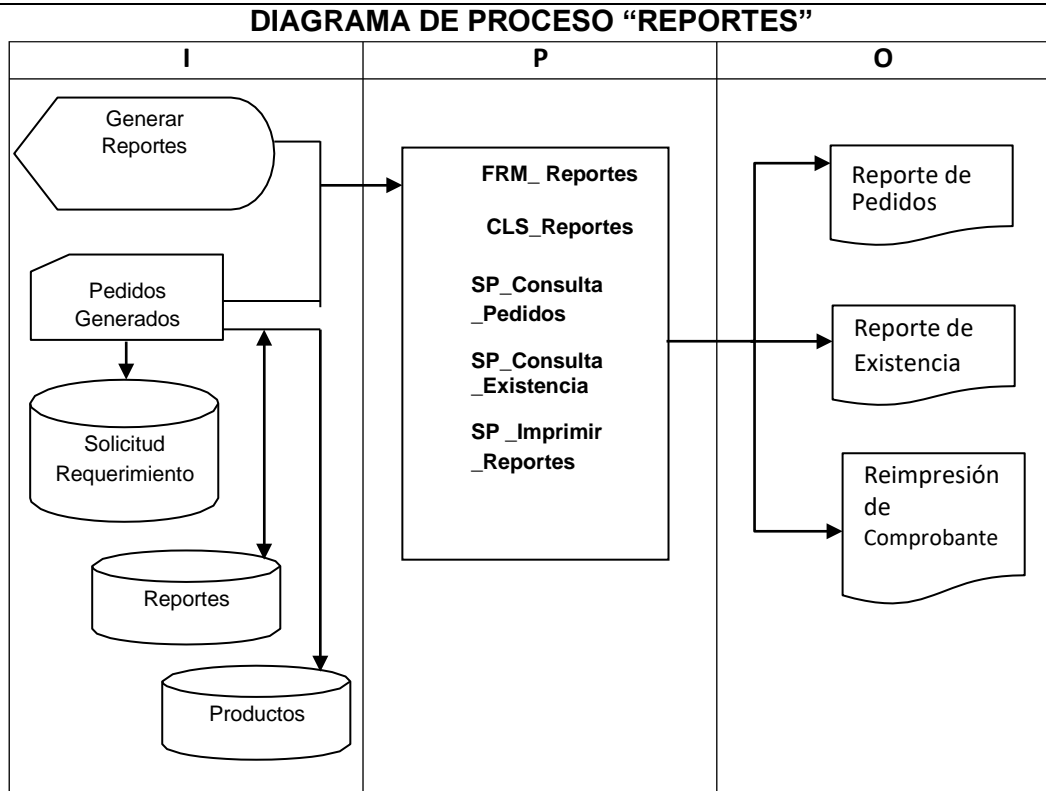 DIAGRAMA DE PROCESO “REPORTES”
I
P
O
Generar
Reportes
Pedidos
Generados
Solicitud
Requerimiento
Reportes
Productos
FRM_ Reportes
CLS_Reportes
SP_Consulta
_Pedidos
SP_Consulta
_Existencia
SP _Imprimir
_Reportes
Reporte de
Pedidos
Reporte de
Existencia
Reimpresión
de
Comprobante